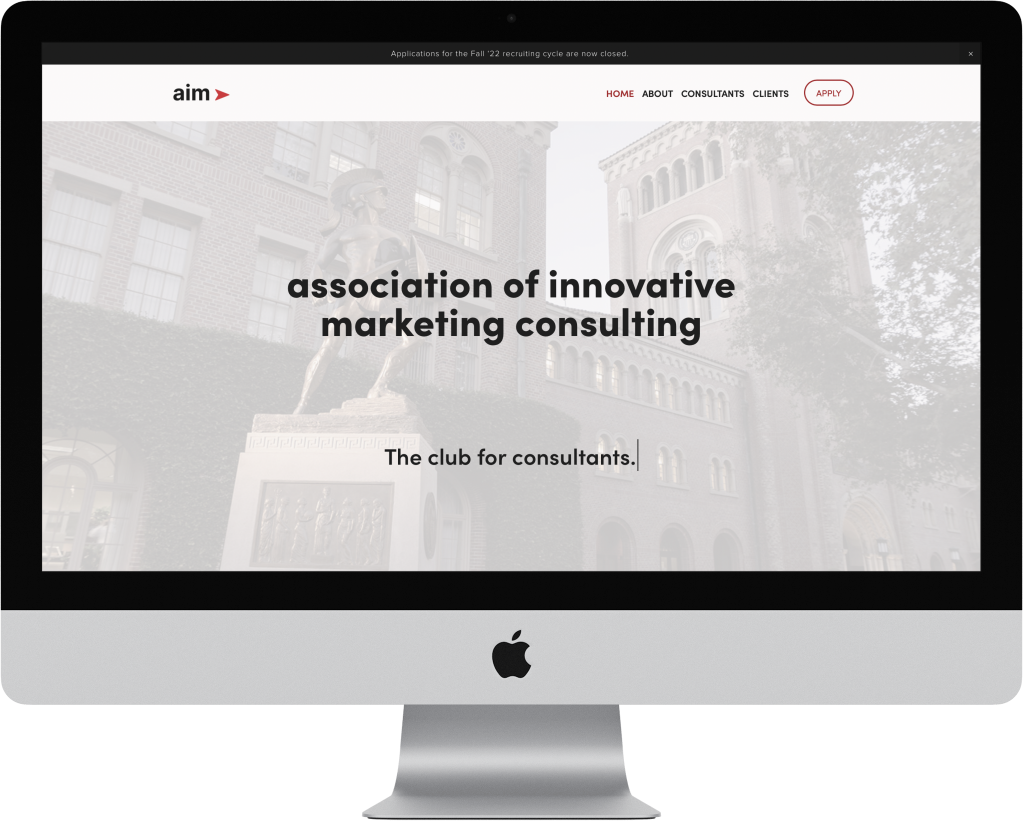 Applications for the Fall '22 recruiting cycle are now closed. ×
aim
HOME ABOUT CONSULTANTS CLIENTS APPLY
association of innovative
marketing consulting
The club for consultants.